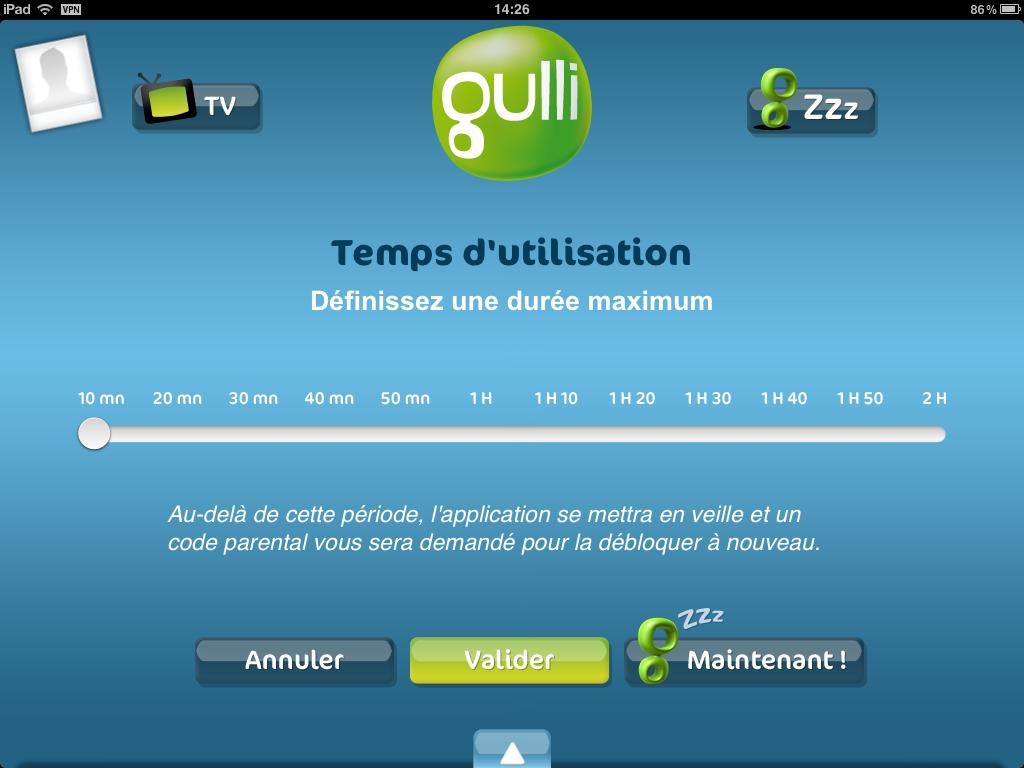 iPad VPN 14:26 86 %
TV gulli Zzz
Temps d'utilisation
Définissez une durée maximum
10 mn 20 mn 30 mn 40 mn 50 mn 1 H 1 H 10 1 H 20 1 H 30 1 H 40 1 H 50 2 H
Au-delà de cette période, l'application se mettra en veille et un
code parental vous sera demandé pour la débloquer à nouveau.
zzz
Annuler Valider Maintenant !